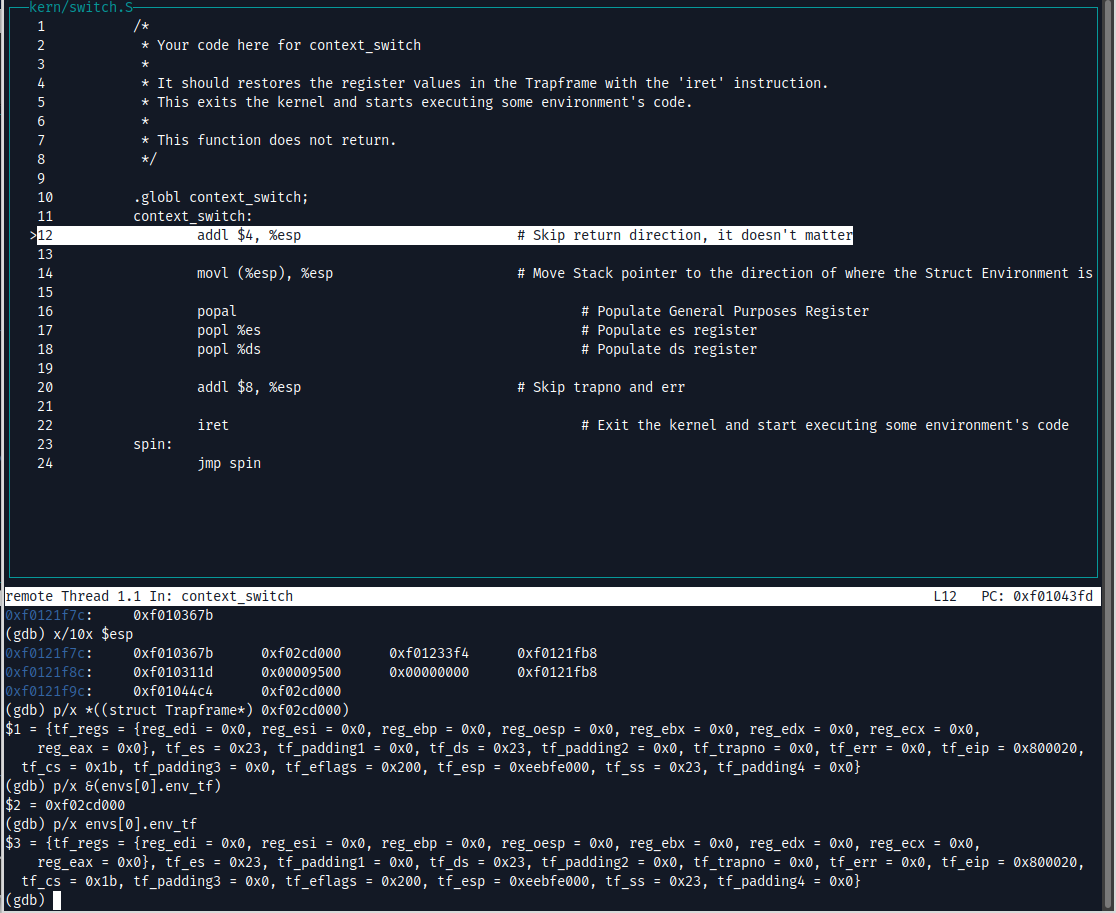 kern/switch.S
1 /*
2 * Your code here for context_switch
3 *
4 * It should restores the register values in the Trapframe with the 'iret' instruction.
5 * This exits the kernel and starts executing some environment's code.
6 *
7 * This function does not return.
8 */
9
10 .globl context_switch;
11 context_switch:
>12 addl $4, %esp # Skip return direction, it doesn't matter
13
14 movl (%esp), %esp # Move Stack pointer to the direction of where the Struct Environment is
15
16 popal # Populate General Purposes Register
17 popl %es # Populate es register
18 popl %ds # Populate ds register
19
20 addl $8, %esp # Skip trapno and err
21
22 iret # Exit the kernel and start executing some environment's code
23 spin:
24 jmp spin
remote Thread 1.1 In: context_switch L12 PC: 0xf01043fd
0xf0121f7c: 0xf010367b
(gdb) x/10x $esp
0xf0121f7c: 0xf010367b 0xf02cd000 0xf01233f4 0xf0121fb8
0xf0121f8c: 0xf010311d 0x00009500 0x00000000 0xf0121fb8
0xf0121f9c: 0xf01044c4 0xf02cd000
(gdb) p/x *((struct Trapframe*) 0xf02cd000)
$1 = {tf_regs = {reg_edi = 0x0, reg_esi = 0x0, reg_ebp = 0x0, reg_oesp = 0x0, reg_ebx = 0x0, reg_edx = 0x0, reg_ecx = 0x0,
reg_eax = 0x0}, tf_es = 0x23, tf_padding1 = 0x0, tf_ds = 0x23, tf_padding2 = 0x0, tf_trapno = 0x0, tf_err = 0x0, tf_eip = 0x800020,
tf_cs = 0x1b, tf_padding3 = 0x0, tf_eflags = 0x200, tf_esp = 0xeebfe000, tf_ss = 0x23, tf_padding4 = 0x0}
(gdb) p/x &(envs[0].env_tf)
$2 = 0xf02cd000
(gdb) p/x envs[0].env_tf
$3 = {tf_regs = {reg_edi = 0x0, reg_esi = 0x0, reg_ebp = 0x0, reg_oesp = 0x0, reg_ebx = 0x0, reg_edx = 0x0, reg_ecx = 0x0,
reg_eax = 0x0}, tf_es = 0x23, tf_padding1 = 0x0, tf_ds = 0x23, tf_padding2 = 0x0, tf_trapno = 0x0, tf_err = 0x0, tf_eip = 0x800020,
tf_cs = 0x1b, tf_padding3 = 0x0, tf_eflags = 0x200, tf_esp = 0xeebfe000, tf_ss = 0x23, tf_padding4 = 0x0}
(gdb)